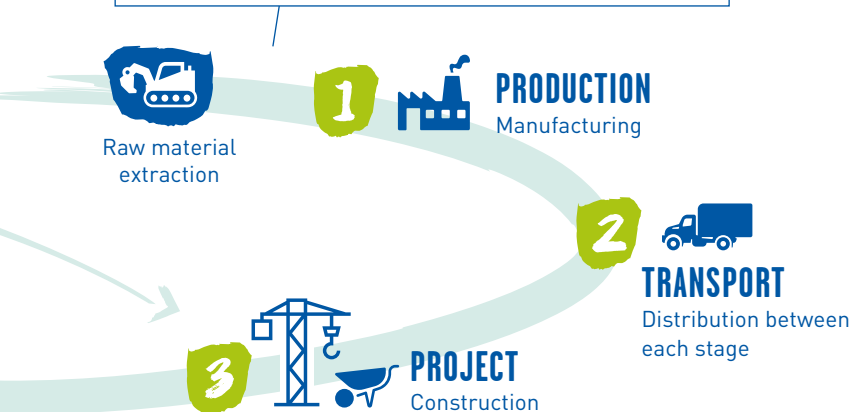 Raw material
extraction
1
PRODUCTION
Manufacturing
2
TRANSPORT
Distribution between
each stage
3
PROJECT
Construction